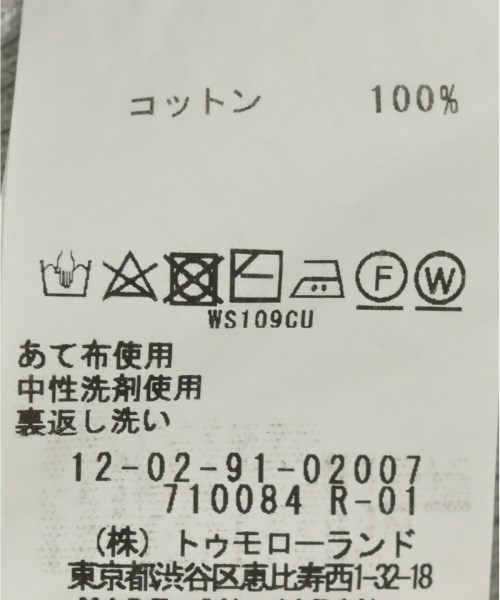 コットン 100%
F W
WS109CU
あて布使用
中性洗剤使用
裏返し洗い
12-02-91-02007
710084 R-01
(株) トゥモローランド
東京都渋谷区恵比寿西1-32-18